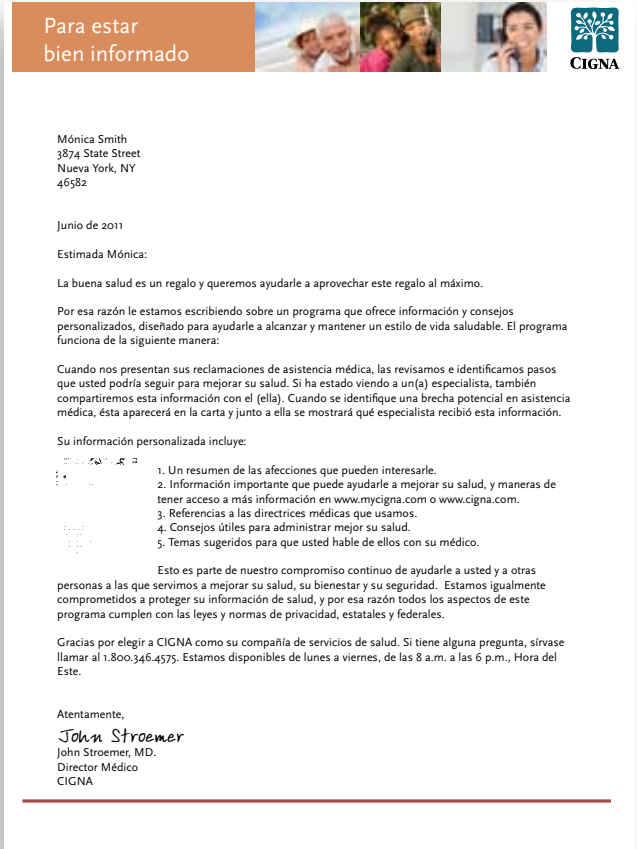 Para estar
bien informado
CIGNA
Mónica Smith
3874 State Street
Nueva York, NY
46582
Junio de 2011
Estimada Mónica:
La buena salud es un regalo y queremos ayudarle a aprovechar este regalo al máximo.
Por esa razón le estamos escribiendo sobre un programa que ofrece información y consejos
personalizados, diseñado para ayudarle a alcanzar y mantener un estilo de vida saludable. El programa
funciona de la siguiente manera:
Cuando nos presentan sus reclamaciones de asistencia médica, las revisamos e identificamos pasos
que usted podría seguir para mejorar su salud. Si ha estado viendo a un(a) especialista, también
compartiremos esta información con el (ella). Cuando se identifique una brecha potencial en asistencia
médica, ésta aparecerá en la carta y junto a ella se mostrará qué especialista recibió esta información.
Su información personalizada incluye:
1. Un resumen de las afecciones que pueden interesarle.
2. Información importante que puede ayudarle a mejorar su salud, y maneras de
tener acceso a más información en www.mycigna.com o www.cigna.com.
3. Referencias a las directrices médicas que usamos.
4. Consejos útiles para administrar mejor su salud.
5. Temas sugeridos para que usted hable de ellos con su médico.
Esto es parte de nuestro compromiso continuo de ayudarle a usted y a otras
personas a las que servimos a mejorar su salud, su bienestar y su seguridad. Estamos igualmente
comprometidos a proteger su información de salud, y por esa razón todos los aspectos de este
programa cumplen con las leyes y normas de privacidad, estatales y federales.
Gracias por elegir a CIGNA como su compañía de servicios de salud. Si tiene alguna pregunta, sírvase
llamar al 1.800.346.4575. Estamos disponibles de lunes a viernes, de las 8 a.m. a las 6 p.m., Hora del
Este.
Atentamente,
John Stroemer
John Stroemer, MD.
Director Médico
CIGNA